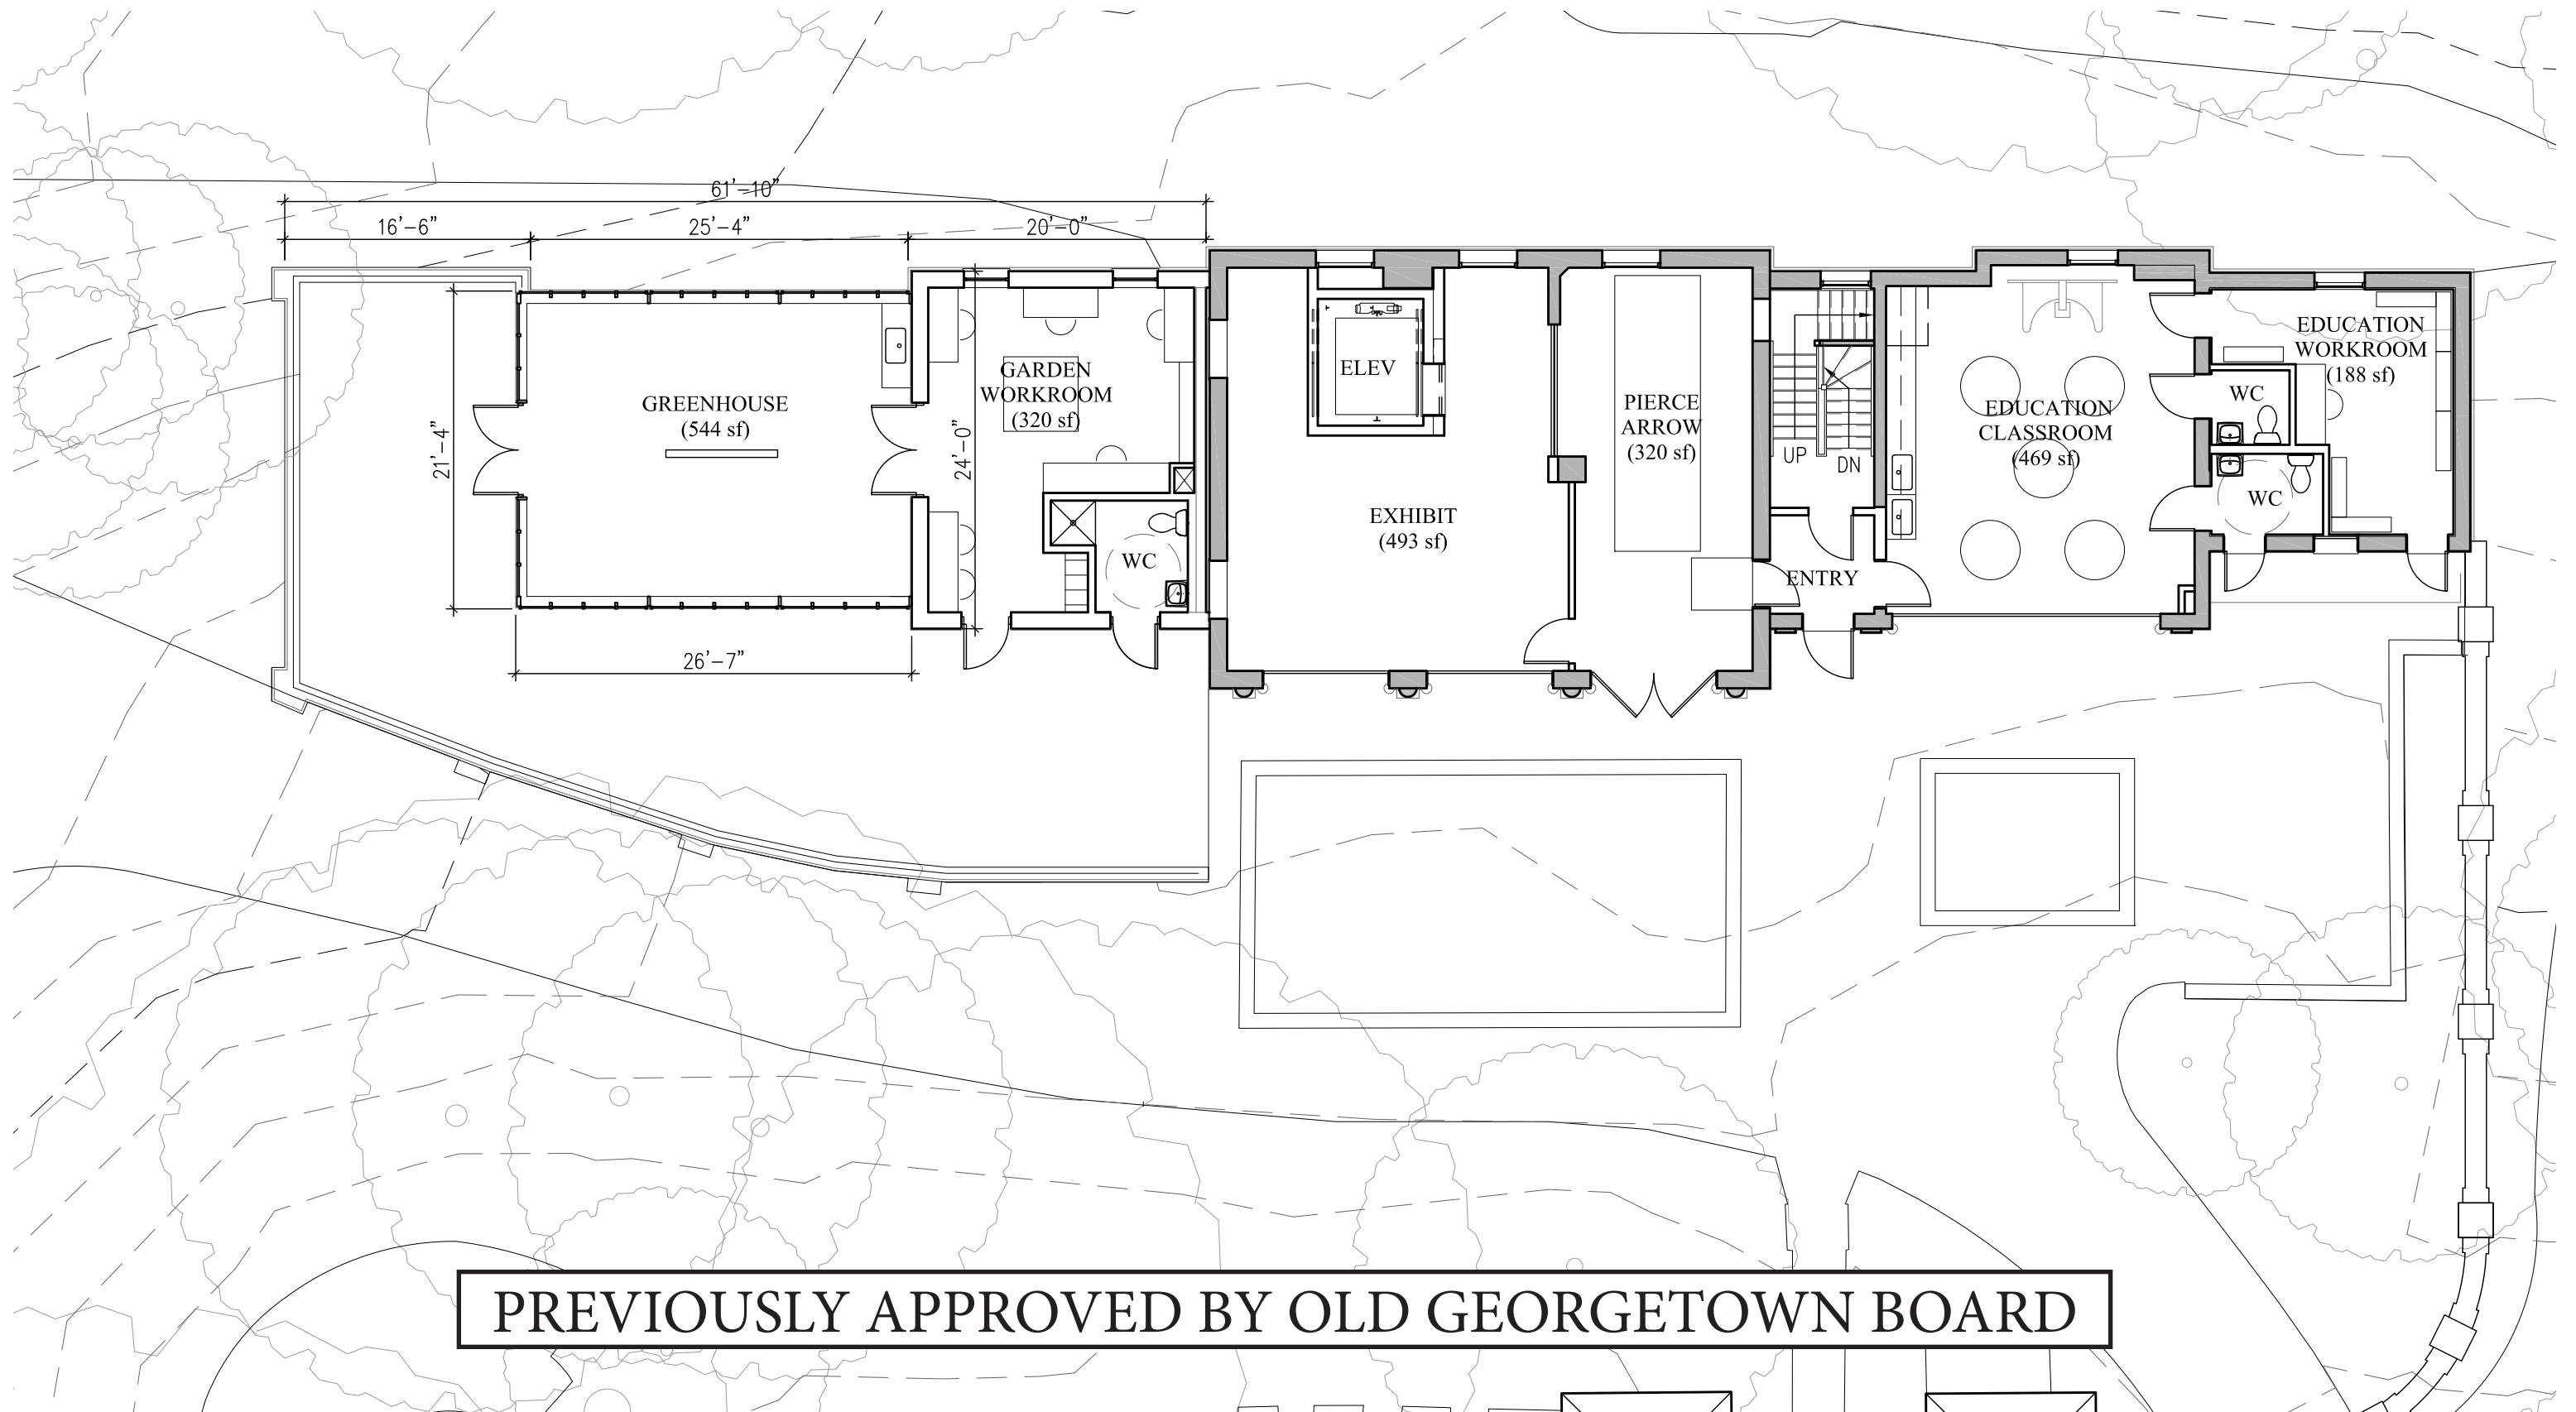 61'-10"
16'-6"
25'-4"
20'-0"
21'-4"
24'-0"
26'-7"
GREENHOUSE
(544 sf)
GARDEN
WORKROOM
(320 sf)
WC
ELEV
EXHIBIT
(493 sf)
PIERCE
ARROW
(320 sf)
UP
DN
ENTRY
EDUCATION
CLASSROOM
(469 sf)
EDUCATION
WORKROOM
(188 sf)
WC
WC
PREVIOUSLY APPROVED BY OLD GEORGETOWN BOARD